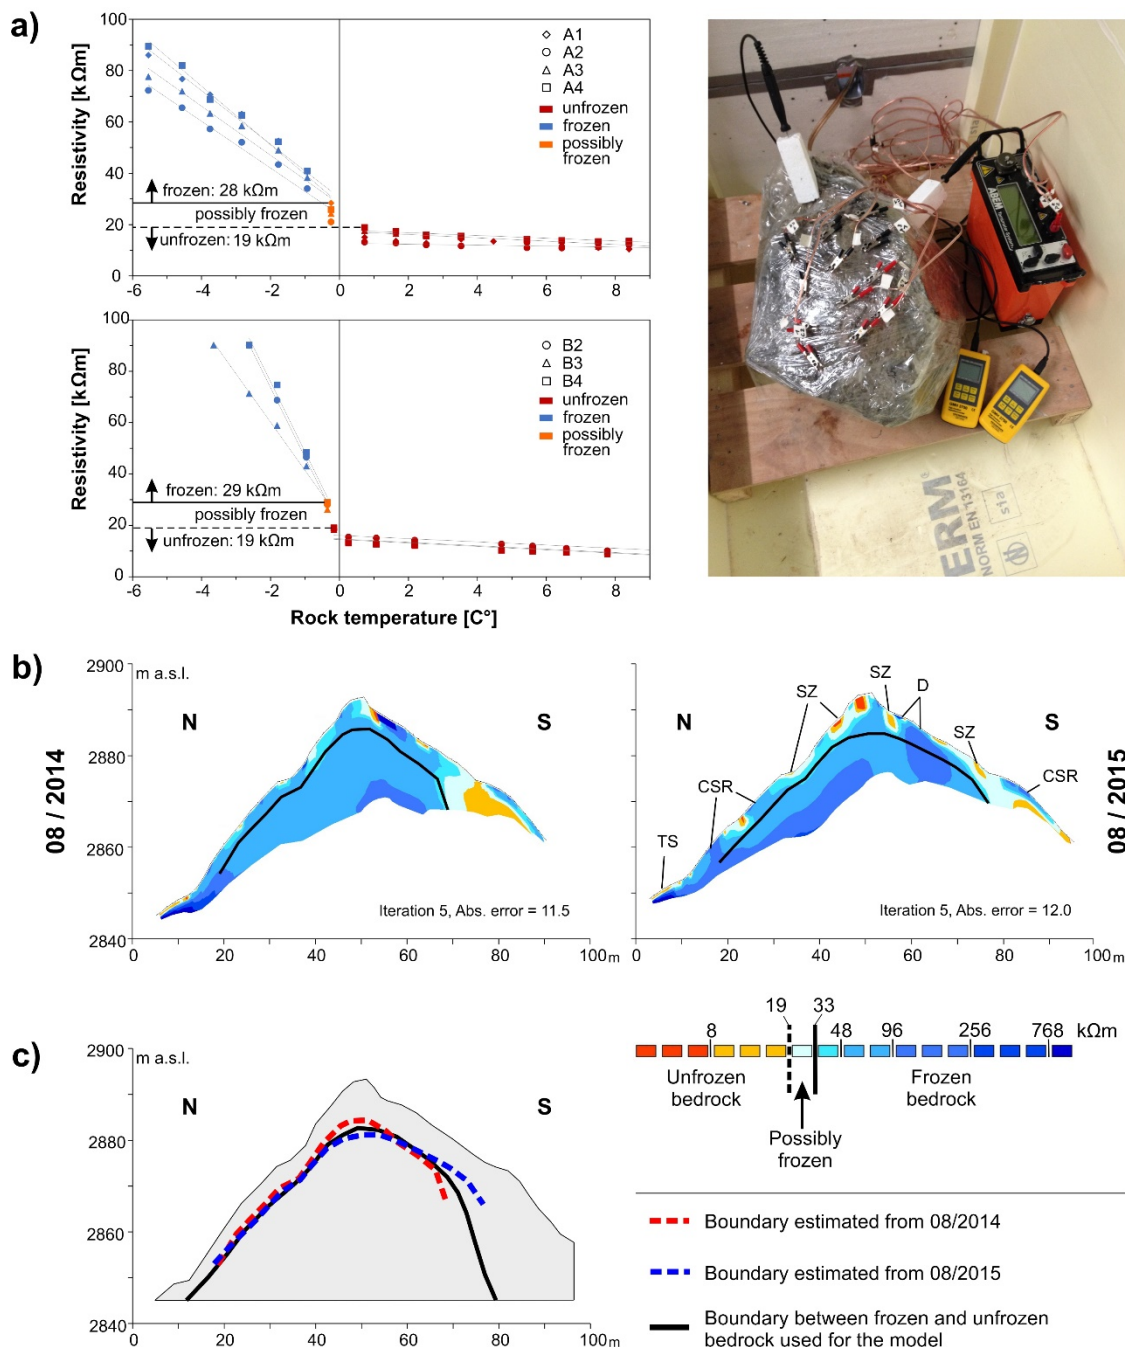 a)
100
80
60
40
20
0
Resistivity [kΩm]
A1
A2
A3
A4
unfrozen
frozen
possibly
frozen
frozen: 28 kΩm
possibly frozen
unfrozen: 19 kΩm
-6 -4 -2 0 2 4 6 8
100
80
60
40
20
0
Resistivity [kΩm]
B2
B3
B4
unfrozen
frozen
possibly
frozen
frozen: 29 kΩm
possibly frozen
unfrozen: 19 kΩm
-6 -4 -2 0 2 4 6 8
Rock temperature [C°]
ABEM
ERM
NORM EN 13164
b)
08 / 2014
2900
2880
2860
2840
m a.s.l.
N S
Iteration 5, Abs. error = 11.5
0 20 40 60 80 100 m
N S
SZ SZ D
SZ
CSR CSR
TS
Iteration 5, Abs. error = 12.0
0 20 40 60 80 100 m
08 / 2015
19 33
8 48 96 256 768 kΩm
Unfrozen
bedrock
Frozen
bedrock
Possibly
frozen
c)
2900
2880
2860
2840
m a.s.l.
N S
0 20 40 60 80 100 m
Boundary estimated from 08/2014
Boundary estimated from 08/2015
Boundary between frozen and unfrozen
bedrock used for the model